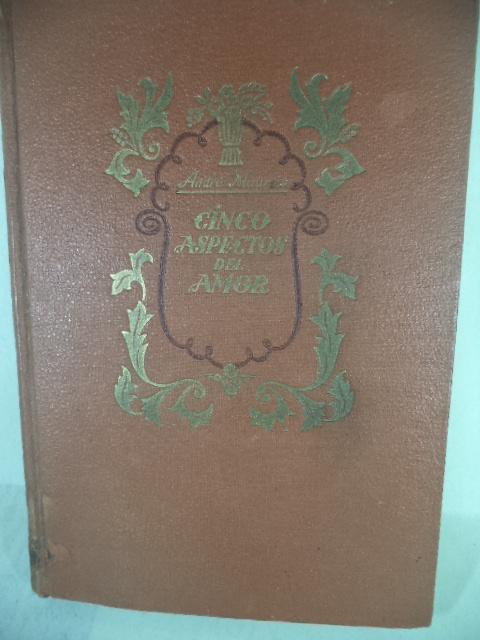 André Maurois
CINCO
ASPECTOS
DEL
AMOR